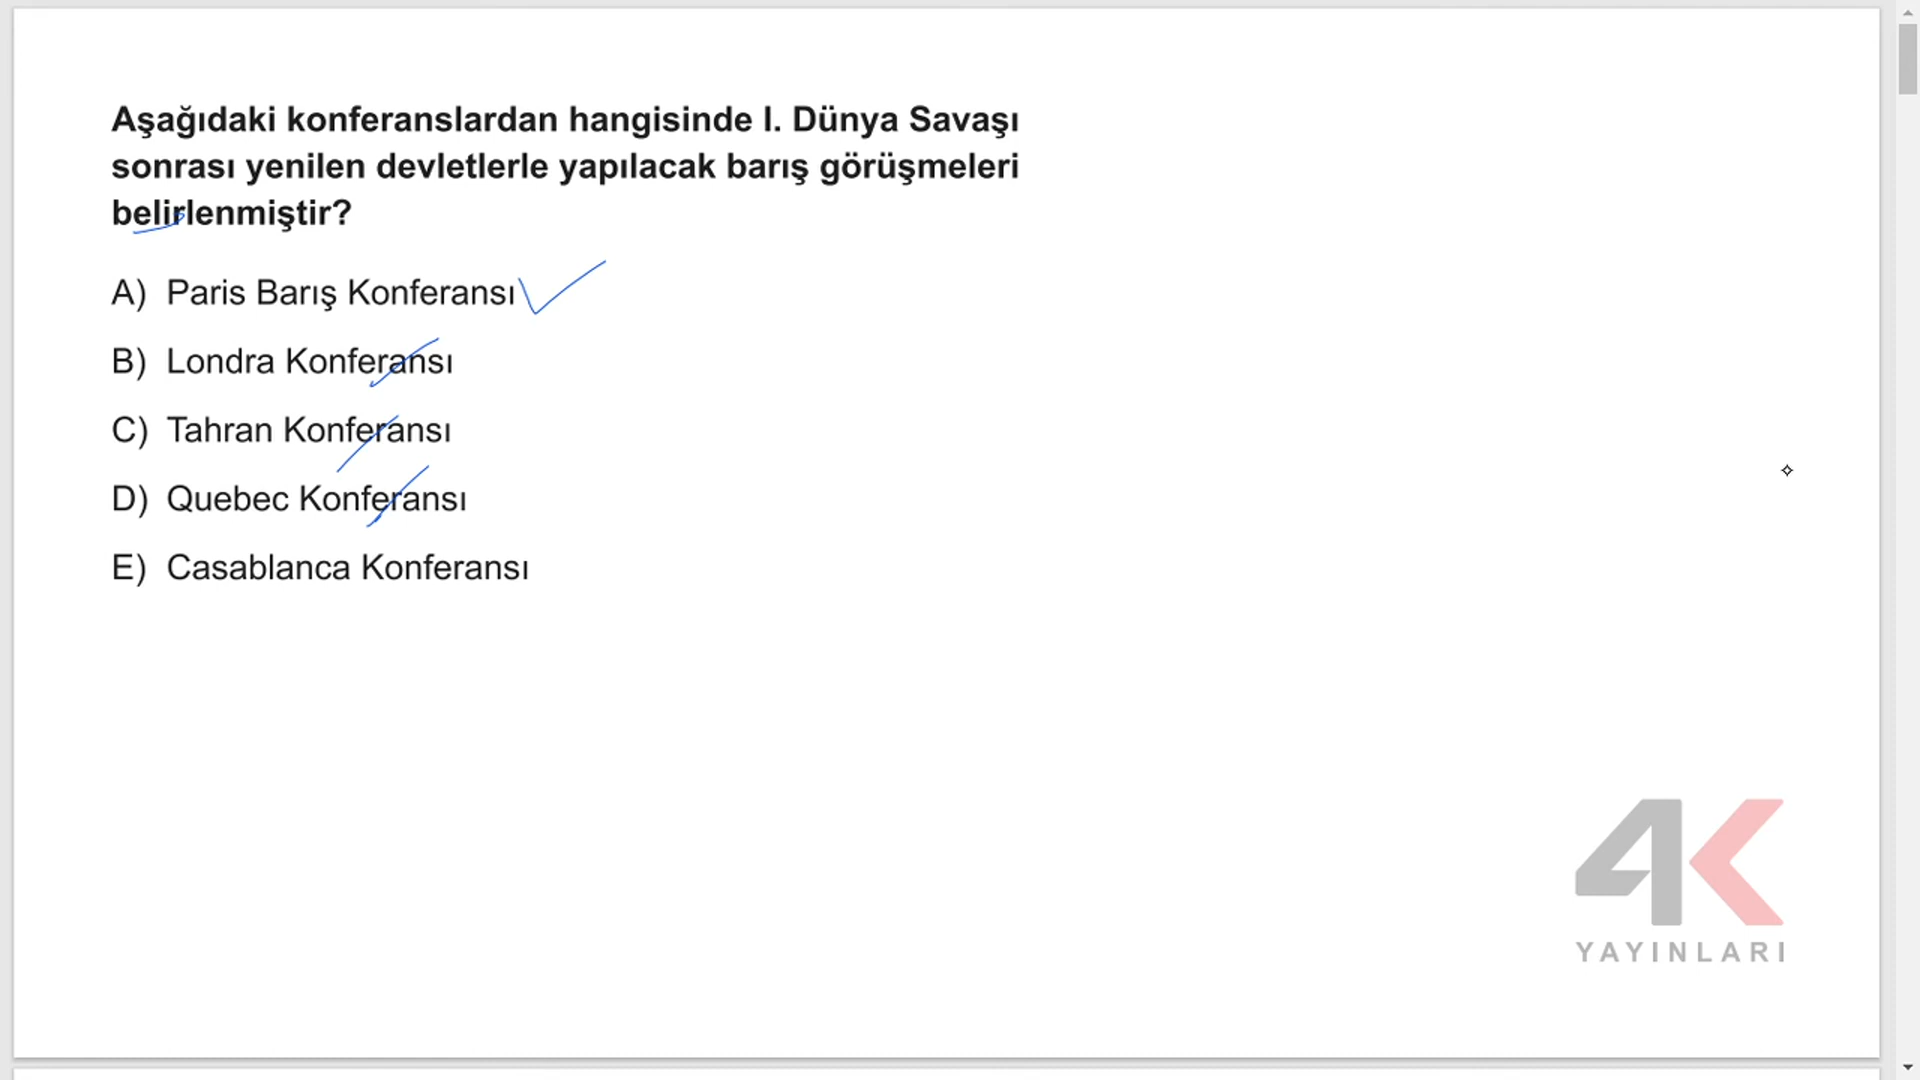 Aşağıdaki konferanslardan hangisinde I. Dünya Savaşı
sonrası yenilen devletlerle yapılacak barış görüşmeleri
belirlenmiştir?
A) Paris Barış Konferansı
B) Londra Konferansı
C) Tahran Konferansı
D) Quebec Konferansı
E) Casablanca Konferansı
4K
YAYINLARI